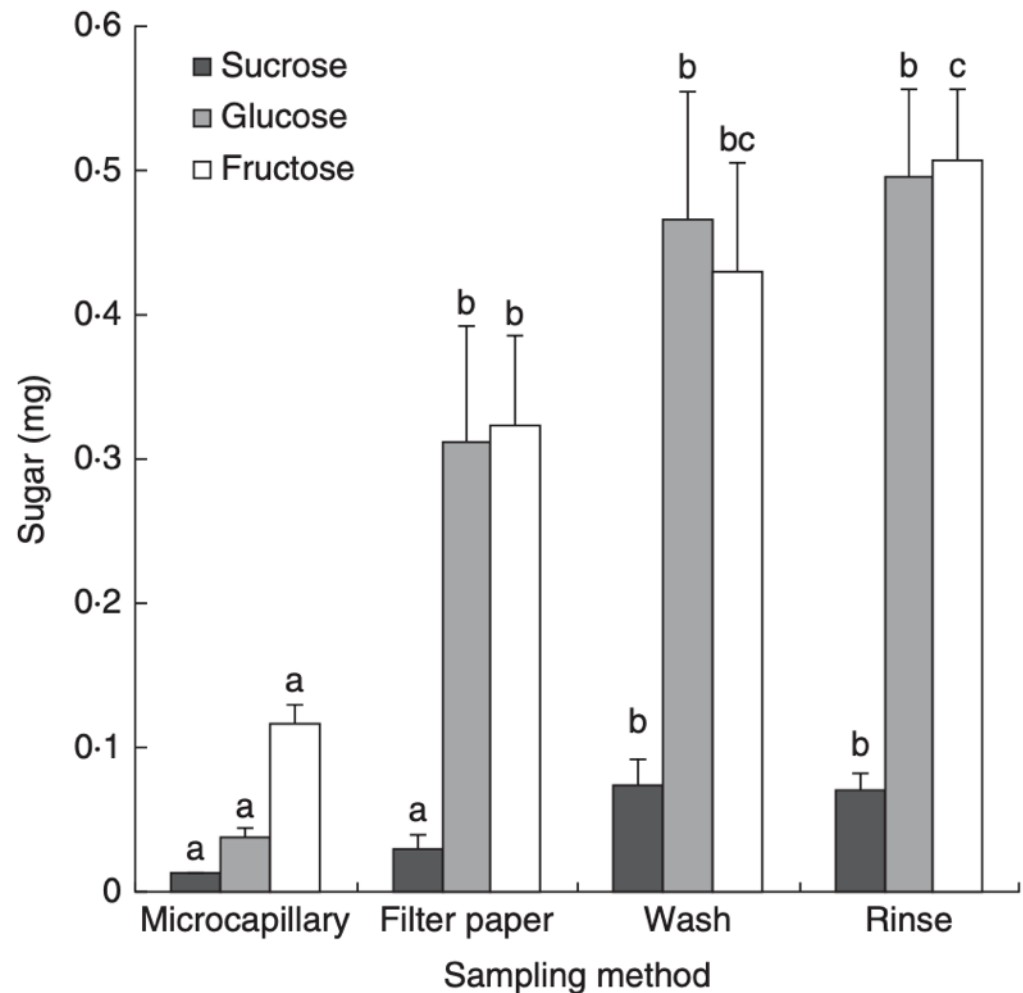 0·6
0·5
0·4
0·3
0·2
0·1
0
Sugar (mg)
Sucrose
Glucose
Fructose
a
a
a
a
b
b
b
b
bc
b
b
c
Microcapillary
Filter paper
Wash
Rinse
Sampling method